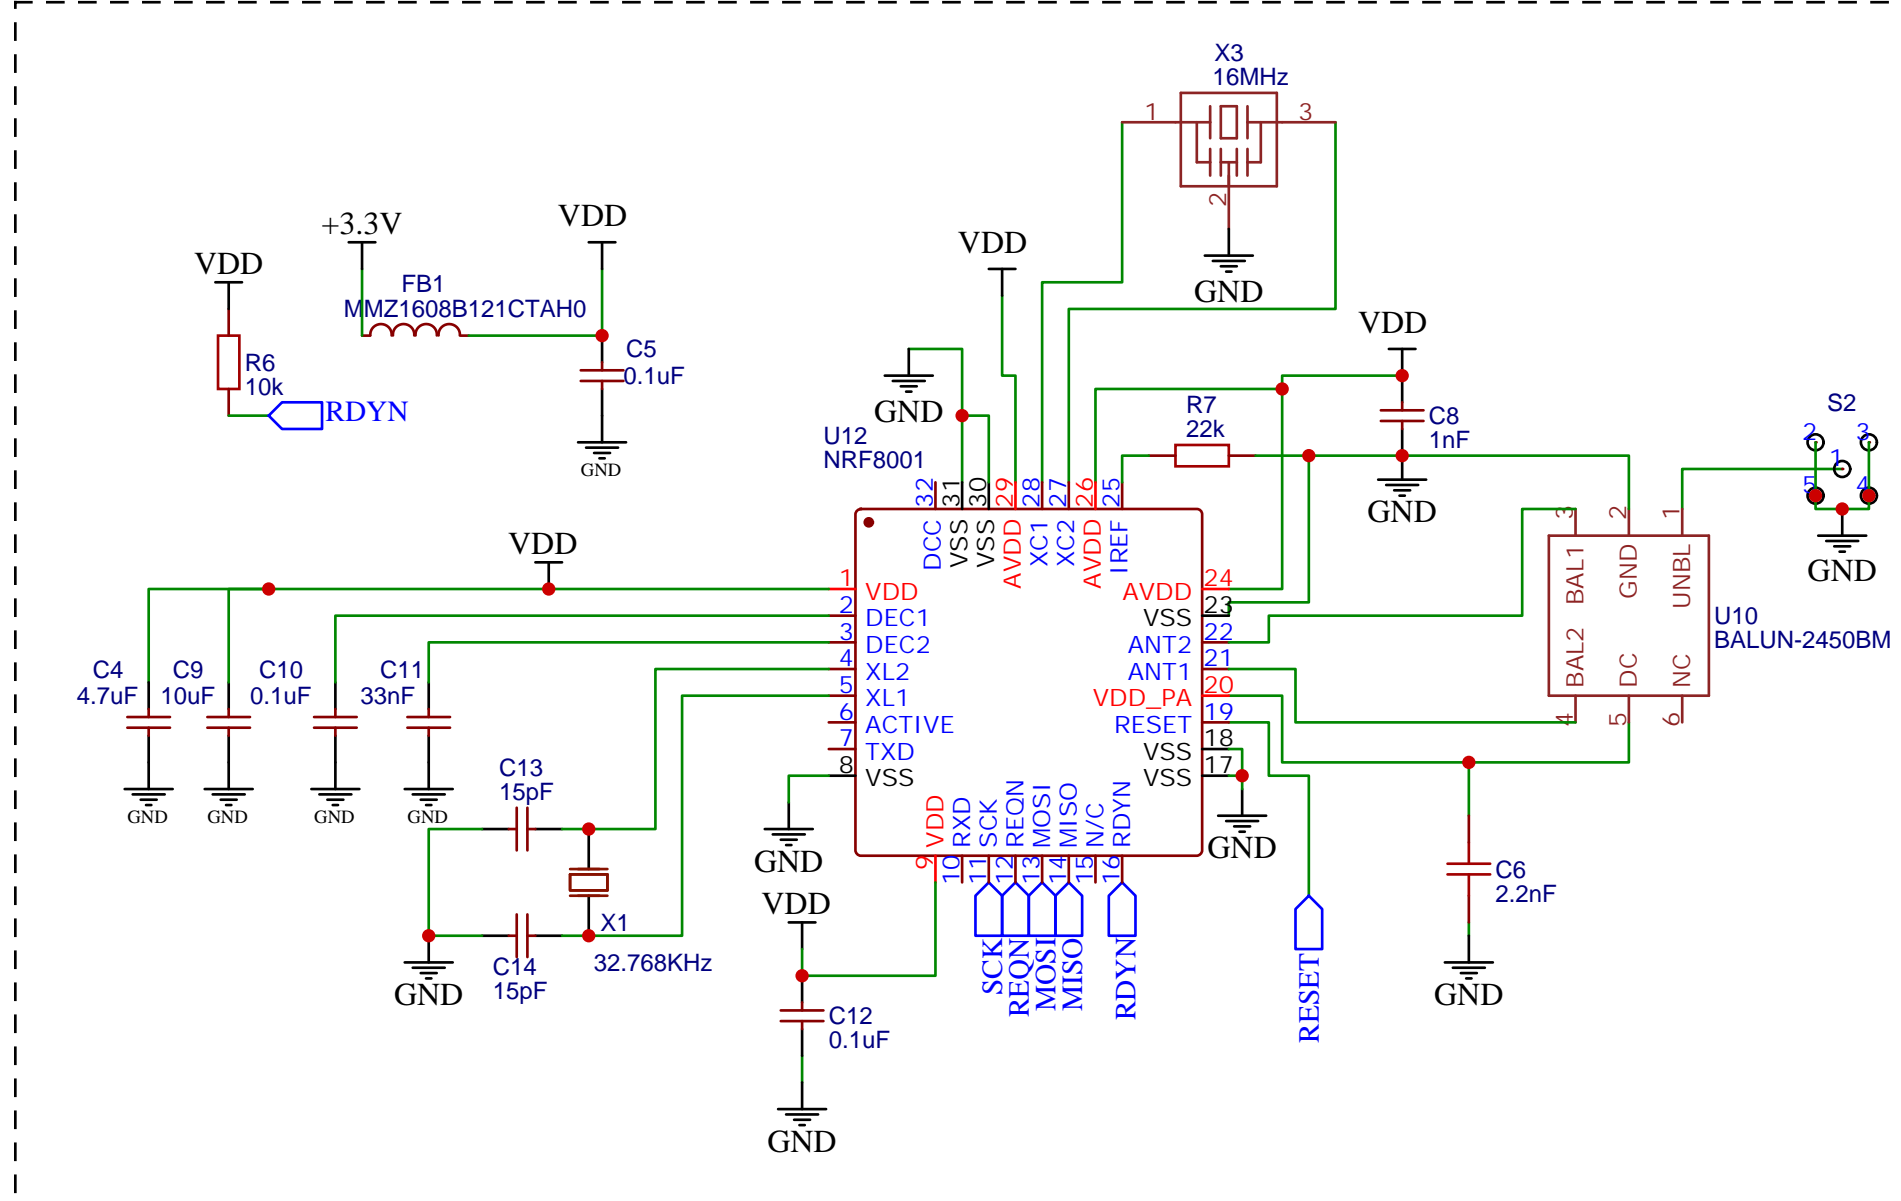 X3
16MHz
1
3
2
GND
+3.3V
VDD
VDD
FB1
MMZ1608B121CTAH0
R6
10k
RDYN
C5
0.1uF
GND
VDD
GND
VDD
C8
1nF
GND
R7
22k
U12
NRF8001
32
31
30
29
28
27
26
25
DCC
VSS
VSS
AVDD
XC1
XC2
AVDD
IREF
S2
2
3
1
5
4
GND
VDD
1
VDD
2
DEC1
3
DEC2
4
XL2
5
XL1
6
ACTIVE
7
TXD
8
VSS
24
AVDD
23
VSS
22
ANT2
21
ANT1
20
VDD_PA
19
RESET
18
VSS
17
VSS
3
2
1
BAL1
GND
UNBL
BAL2
DC
NC
4
5
6
U10
BALUN-2450BM
C4
4.7uF
C9
10uF
C10
0.1uF
C11
33nF
GND
GND
GND
GND
C13
15pF
X1
32.768KHz
C14
15pF
GND
GND
VDD
RXD
SCK
REQN
MOSI
MISO
N/C
RDYN
9
10
11
12
13
14
15
16
SCK
REQN
MOSI
MISO
RDYN
RESET
GND
C6
2.2nF
GND
VDD
C12
0.1uF
GND